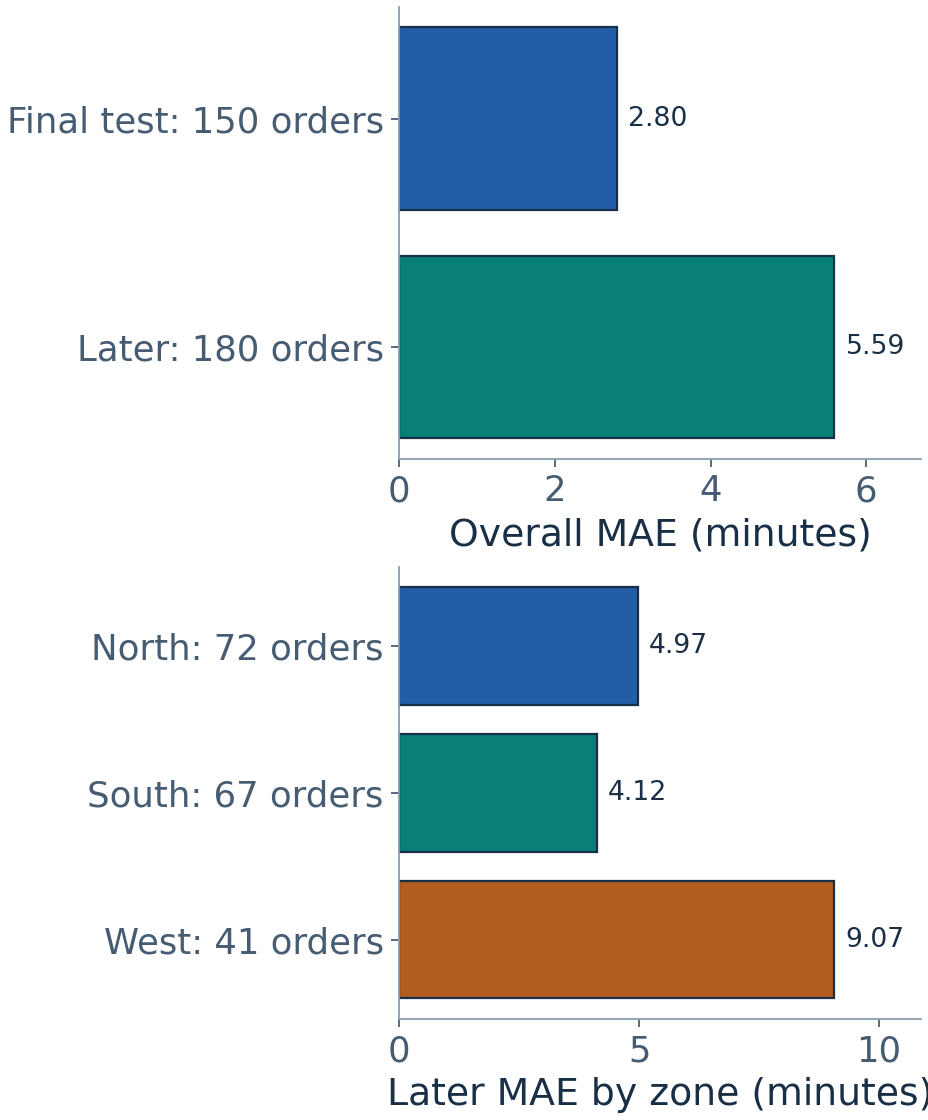 Final test: 150 orders
2.80
Later: 180 orders
5.59
0 2 4 6
Overall MAE (minutes)
North: 72 orders
4.97
South: 67 orders
4.12
West: 41 orders
9.07
0 5 10
Later MAE by zone (minutes)